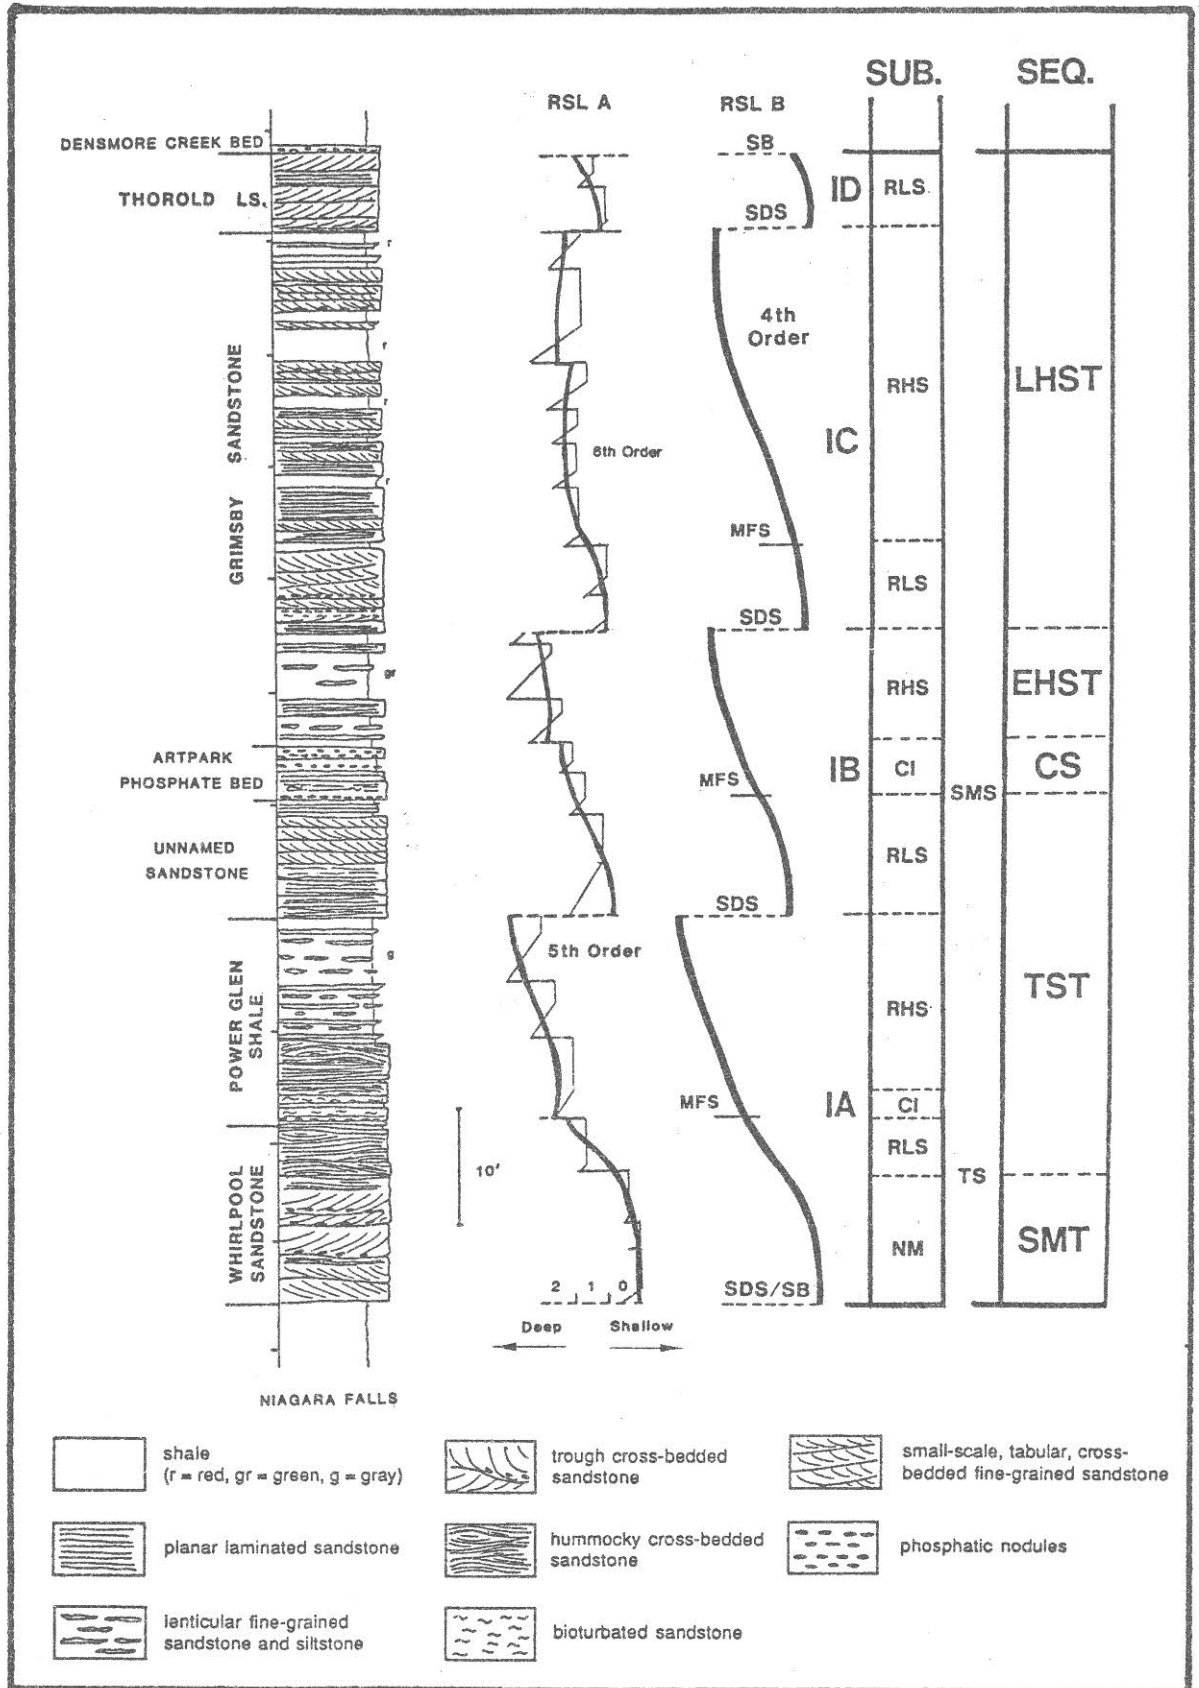 SUB.
SEQ.
RSL A
RSL B
DENSMORE CREEK BED
SB
THOROLD LS.
ID
RLS
SDS
r
4th
Order
GRIMSBY SANDSTONE
r
RHS
LHST
r
IC
6th Order
r
MFS
RLS
SDS
gr
RHS
EHST
ARTPARK
PHOSPHATE BED
IB
CI
CS
MFS
SMS
UNNAMED
SANDSTONE
RLS
SDS
5th Order
g
POWER GLEN
SHALE
RHS
TST
MFS
IA
CI
RLS
10'
TS
WHIRLPOOL
SANDSTONE
NM
SMT
2 1 0
SDS/SB
Deep
Shallow
NIAGARA FALLS
shale
(r = red, gr = green, g = gray)
trough cross-bedded
sandstone
small-scale, tabular, cross-
bedded fine-grained sandstone
planar laminated sandstone
hummocky cross-bedded
sandstone
phosphatic nodules
lenticular fine-grained
sandstone and siltstone
bioturbated sandstone